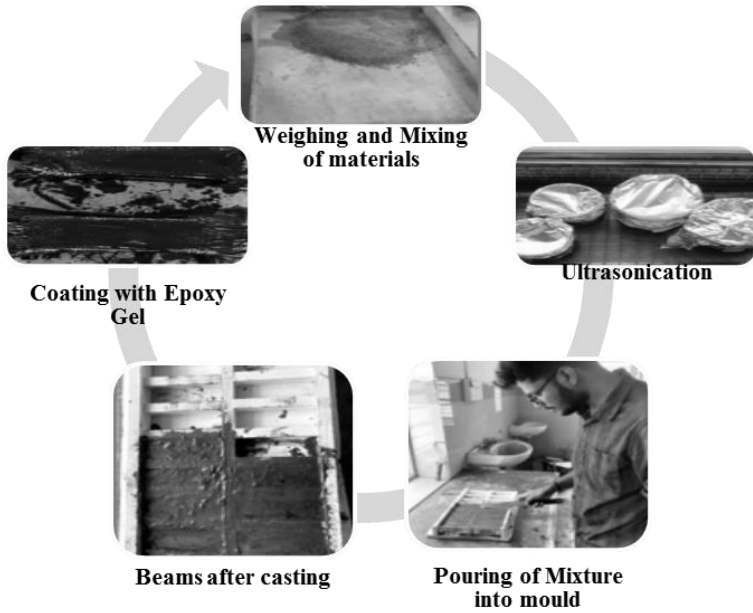 Weighing and Mixing
of materials
Ultrasonication
Pouring of Mixture
into mould
Beams after casting
Coating with Epoxy
Gel